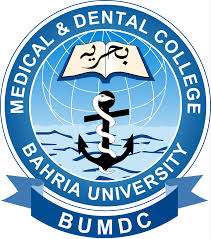 MEDICAL & DENTAL COLLEGE
بحریہ
BAHRIA UNIVERSITY
BUMDC